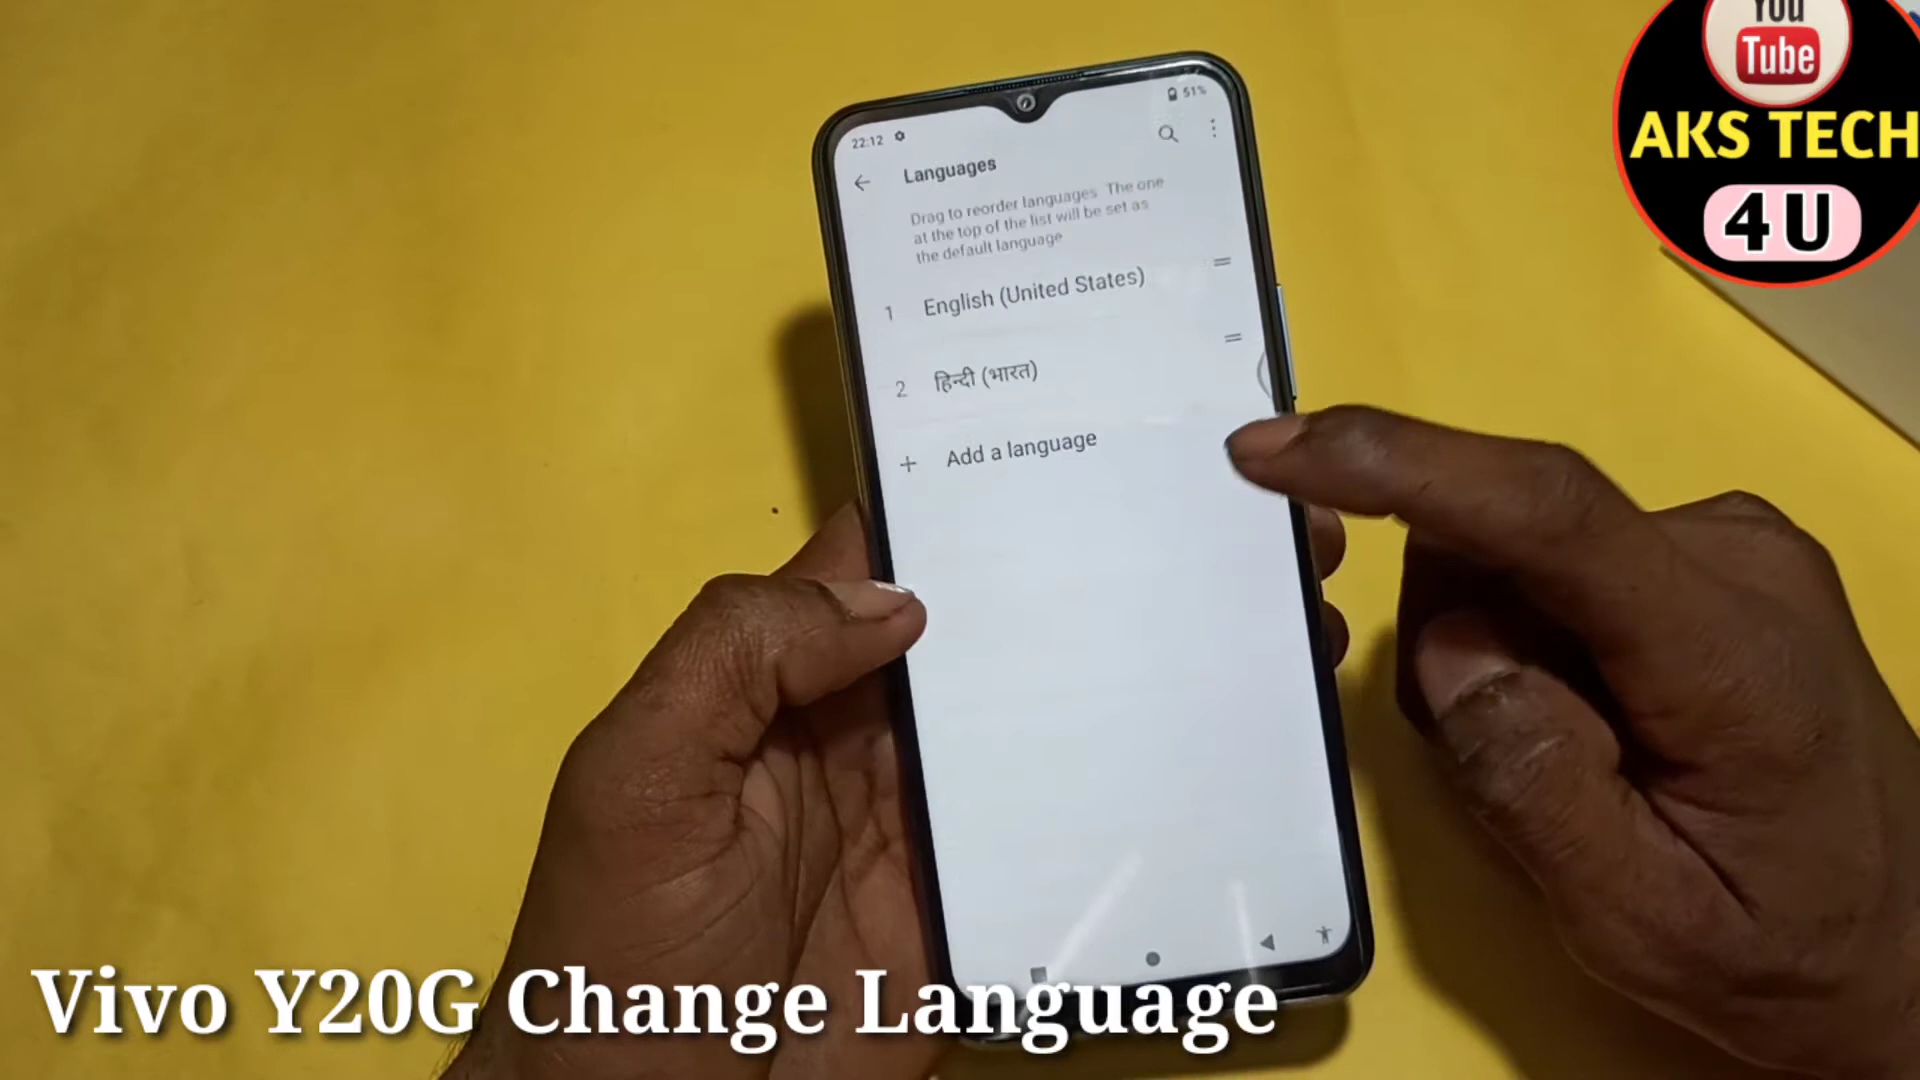 You
Tube
AKS TECH
4U
22:12
51%
Languages
Drag to reorder languages The one
at the top of the list will be set as
the default language
1 English (United States)
2 हिन्दी (भारत)
+ Add a language
Vivo Y20G Change Language